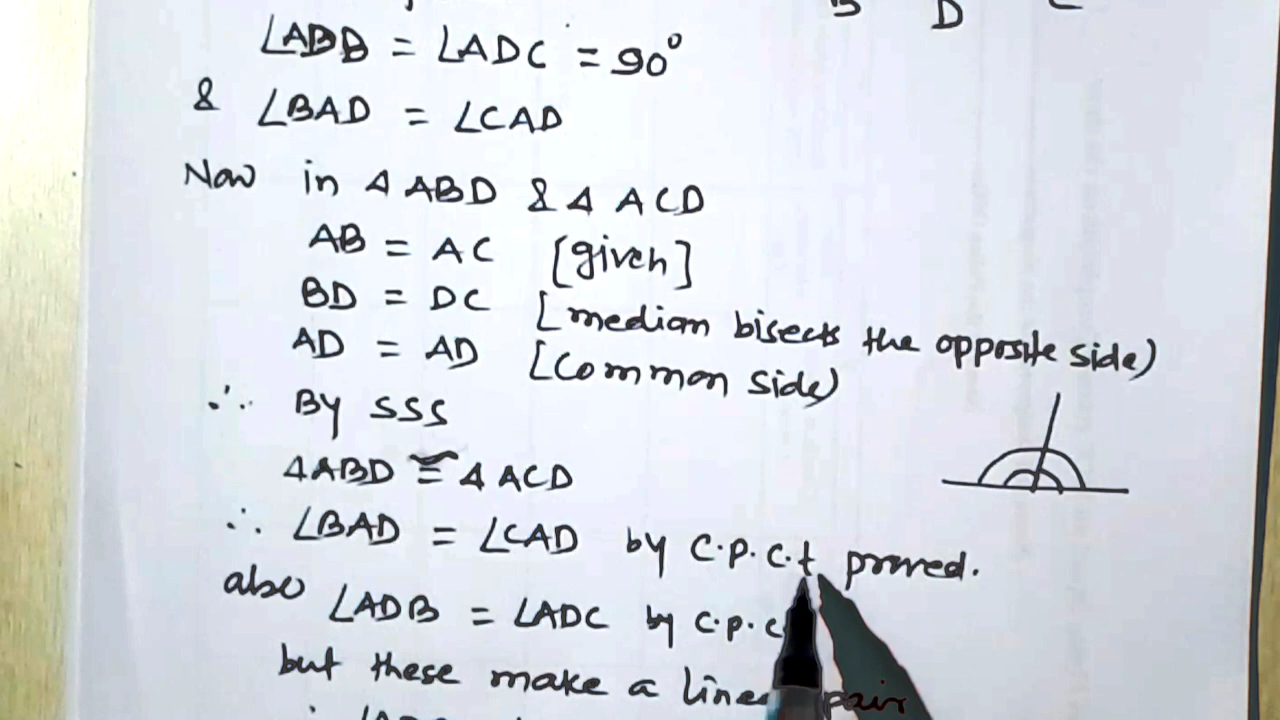 B D C
∠ADB = ∠ADC = 90°
& ∠BAD = ∠CAD
Now in Δ ABD & Δ ACD
AB = AC [given]
BD = DC [median bisects the opposite side)
AD = AD [Common side)
∴ By SSS
ΔABD ≅ Δ ACD
∴ ∠BAD = ∠CAD by C.P.C.t proved.
also ∠ADB = ∠ADC by C.P.C
but these make a linear pair